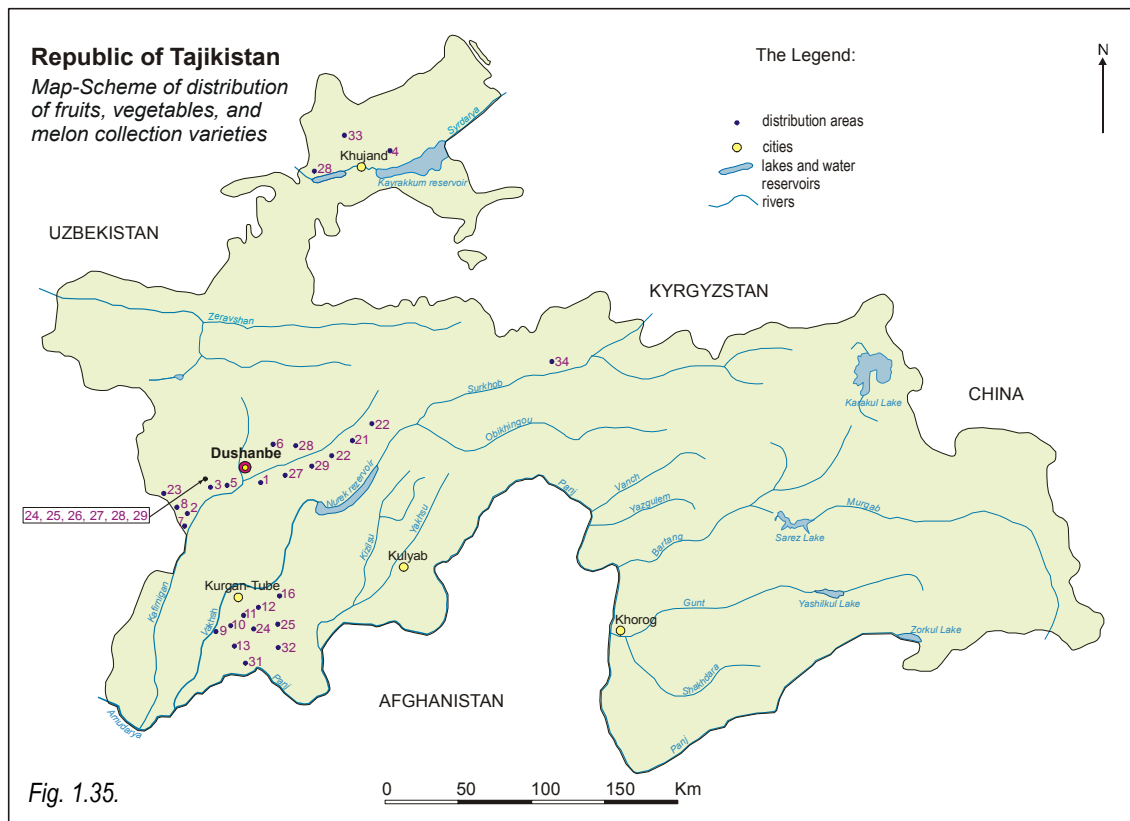 Republic of Tajikistan
Map-Scheme of distribution
of fruits, vegetables, and
melon collection varieties
The Legend:
N
distribution areas
cities
lakes and water
reservoirs
rivers
33
4
Khujand
28
Syrdarya
Kayrakkum reservoir
UZBEKISTAN
KYRGYZSTAN
CHINA
AFGHANISTAN
Zeravshan
34
Surkhob
Karakul Lake
Obikhingou
22
21
6
28
22
Dushanbe
29
27
1
5
3
23
8
2
7
24, 25, 26, 27, 28, 29
Nurek rezervoir
Panj
Vanch
Yazgulem
Bartang
Murgab
Sarez Lake
Kizilsu
Yakhsu
Kulyab
Kafirnigan
Vakhsh
Kurgan-Tube
16
12
11
10
9
24
25
13
32
31
Panj
Amudarya
Gunt
Yashilkul Lake
Khorog
Zorkul Lake
Shakhdara
Panj
Fig. 1.35.
0 50 100 150 Km